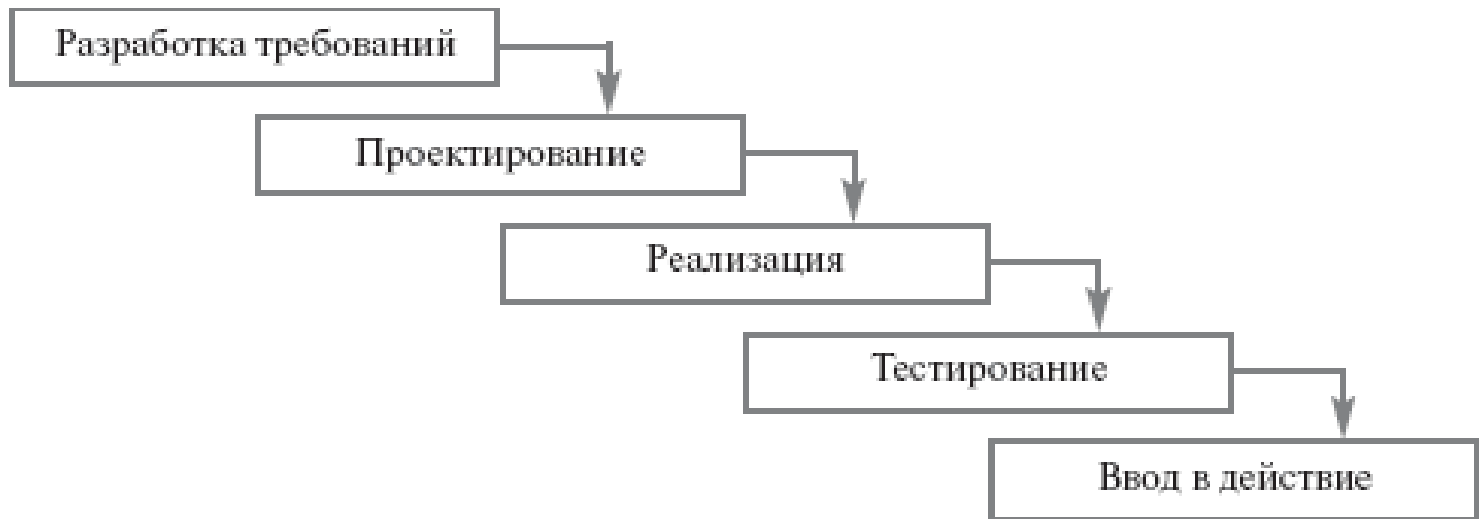 Разработка требований
Проектирование
Реализация
Тестирование
Ввод в действие